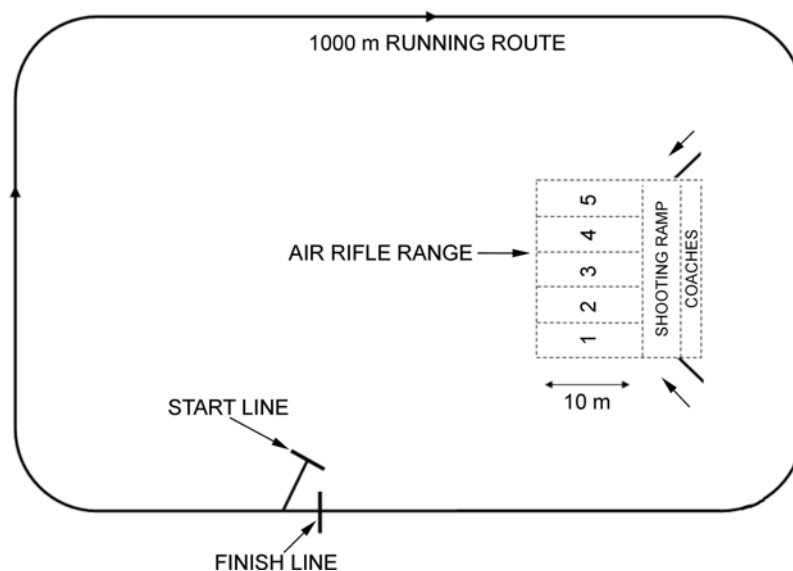 1000 m RUNNING ROUTE
5
4
3
2
1
SHOOTING RAMP
COACHES
AIR RIFLE RANGE
10 m
START LINE
FINISH LINE